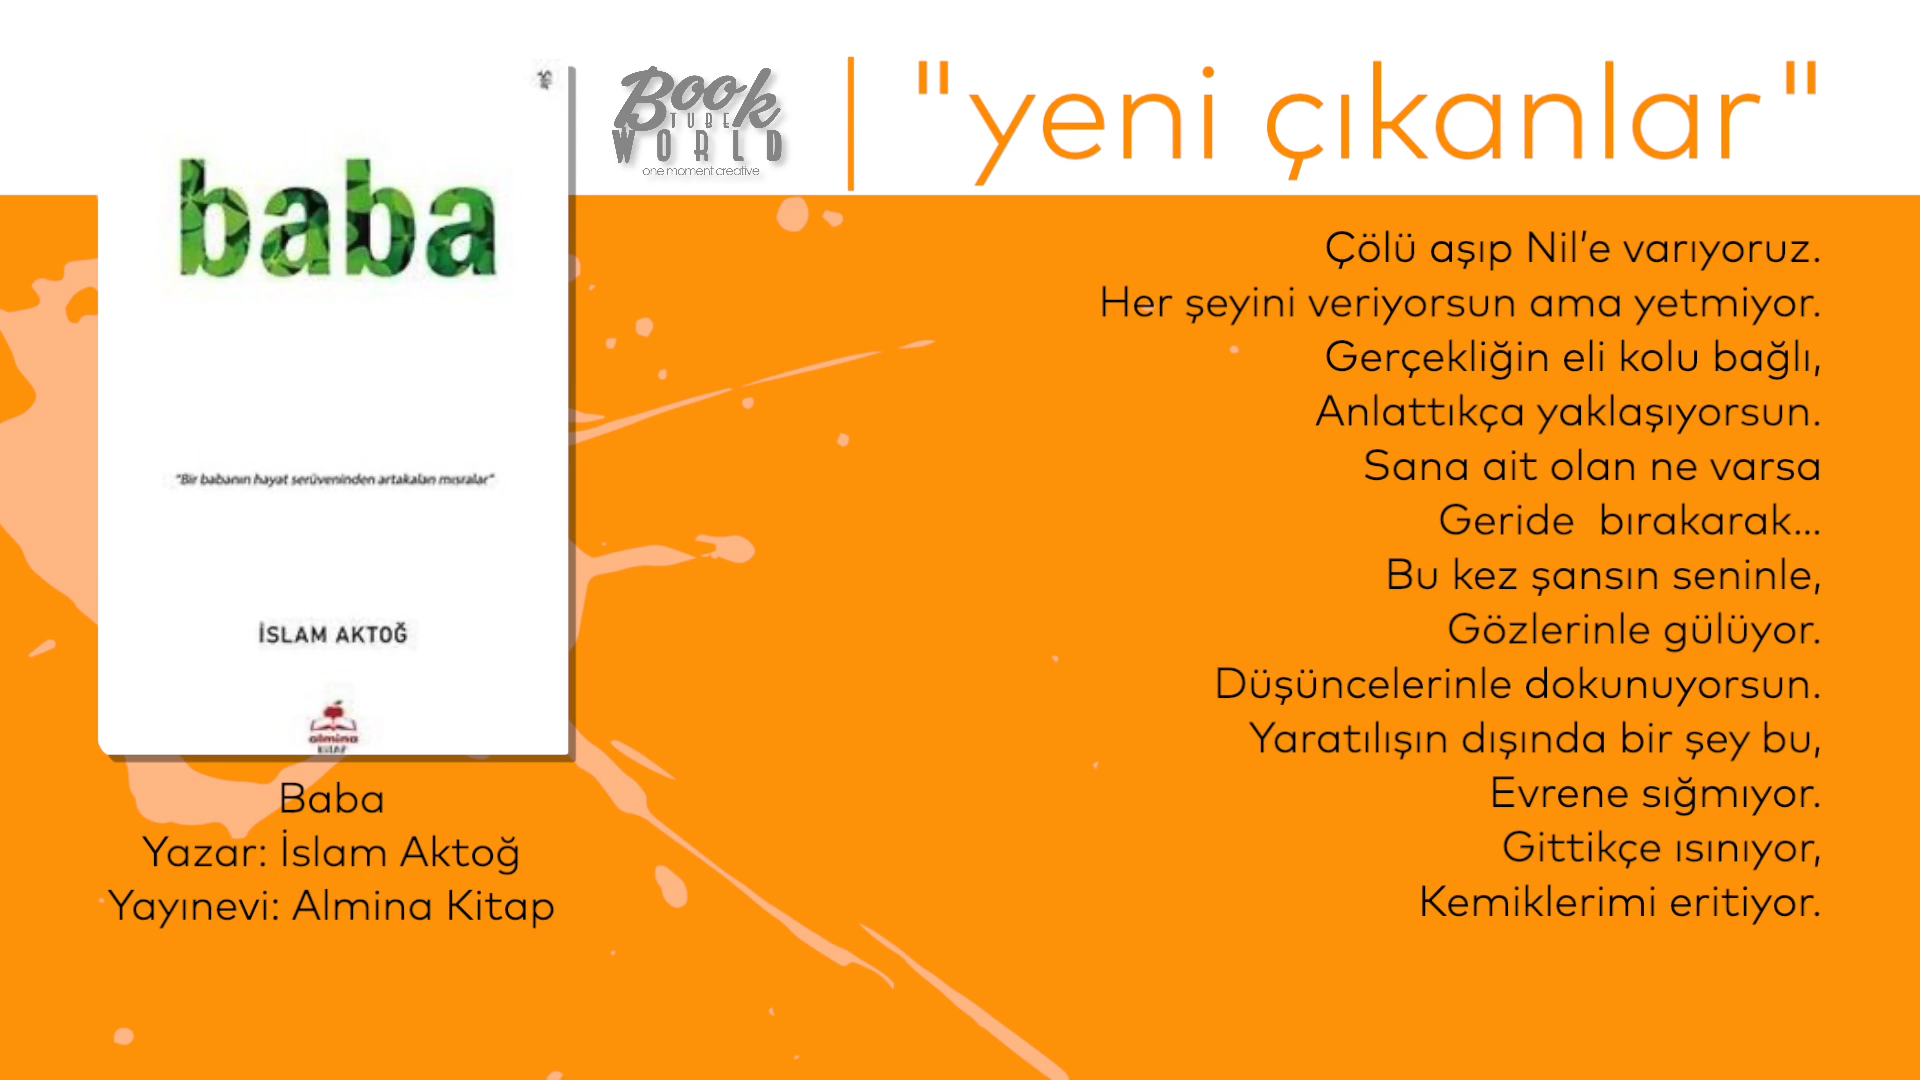 baba
"Bir babanın hayat serüveninden artakalan mısralar"
İSLAM AKTOĞ
almina
KİTAP
Baba
Yazar: İslam Aktoğ
Yayınevi: Almina Kitap
Book
TUBE
WORLD
one moment creative
"yeni çıkanlar"
Çölü aşıp Nil’e varıyoruz.
Her şeyini veriyorsun ama yetmiyor.
Gerçekliğin eli kolu bağlı,
Anlattıkça yaklaşıyorsun.
Sana ait olan ne varsa
Geride  bırakarak...
Bu kez şansın seninle,
Gözlerinle gülüyor.
Düşüncelerinle dokunuyorsun.
Yaratılışın dışında bir şey bu,
Evrene sığmıyor.
Gittikçe ısınıyor,
Kemiklerimi eritiyor.